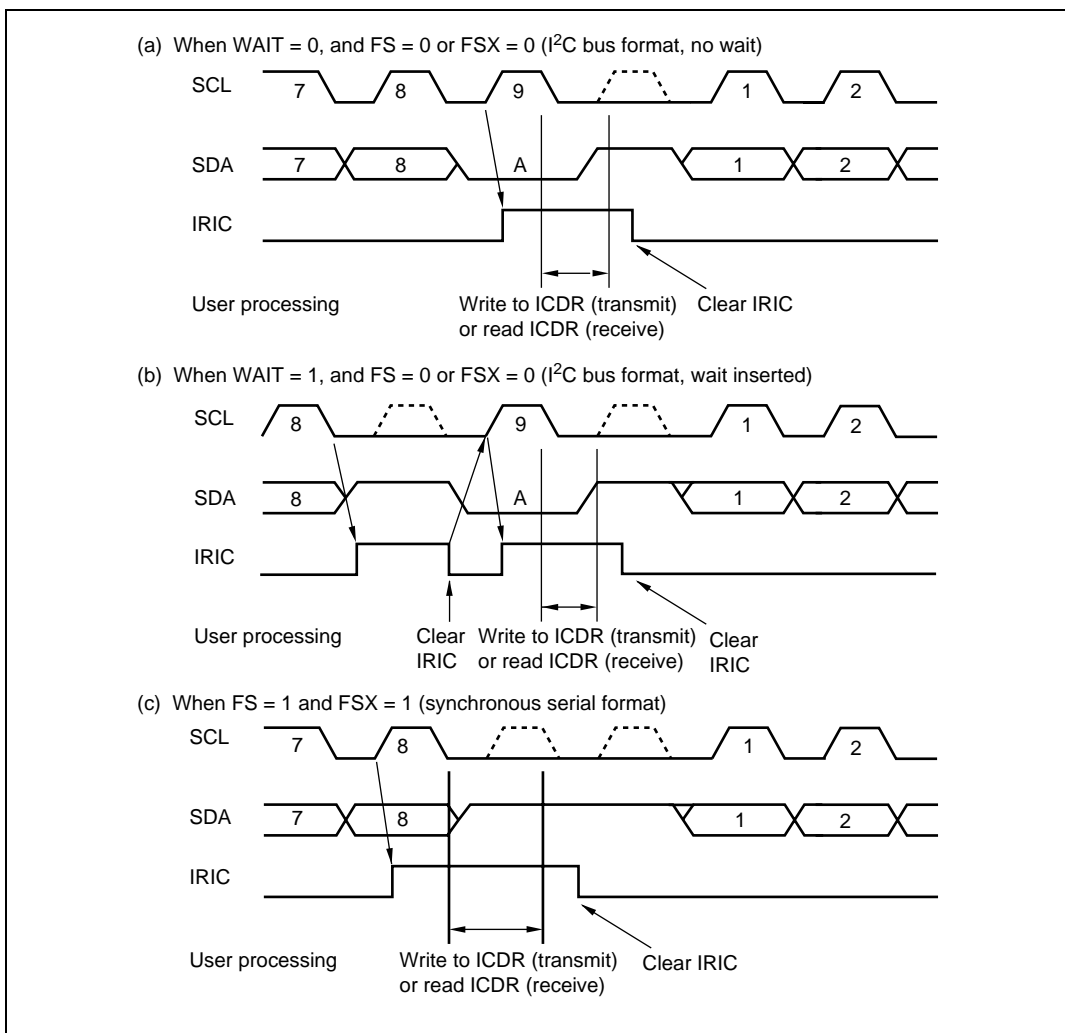 (a) When WAIT = 0, and FS = 0 or FSX = 0 (I²C bus format, no wait)
SCL 7 8 9 1 2
SDA 7 8 A 1 2
IRIC
User processing Write to ICDR (transmit) Clear IRIC
or read ICDR (receive)
(b) When WAIT = 1, and FS = 0 or FSX = 0 (I²C bus format, wait inserted)
SCL 8 9 1 2
SDA 8 A 1 2
IRIC
User processing Clear Write to ICDR (transmit) Clear
IRIC or read ICDR (receive) IRIC
(c) When FS = 1 and FSX = 1 (synchronous serial format)
SCL 7 8 1 2
SDA 7 8 1 2
IRIC
User processing Write to ICDR (transmit) Clear IRIC
or read ICDR (receive)